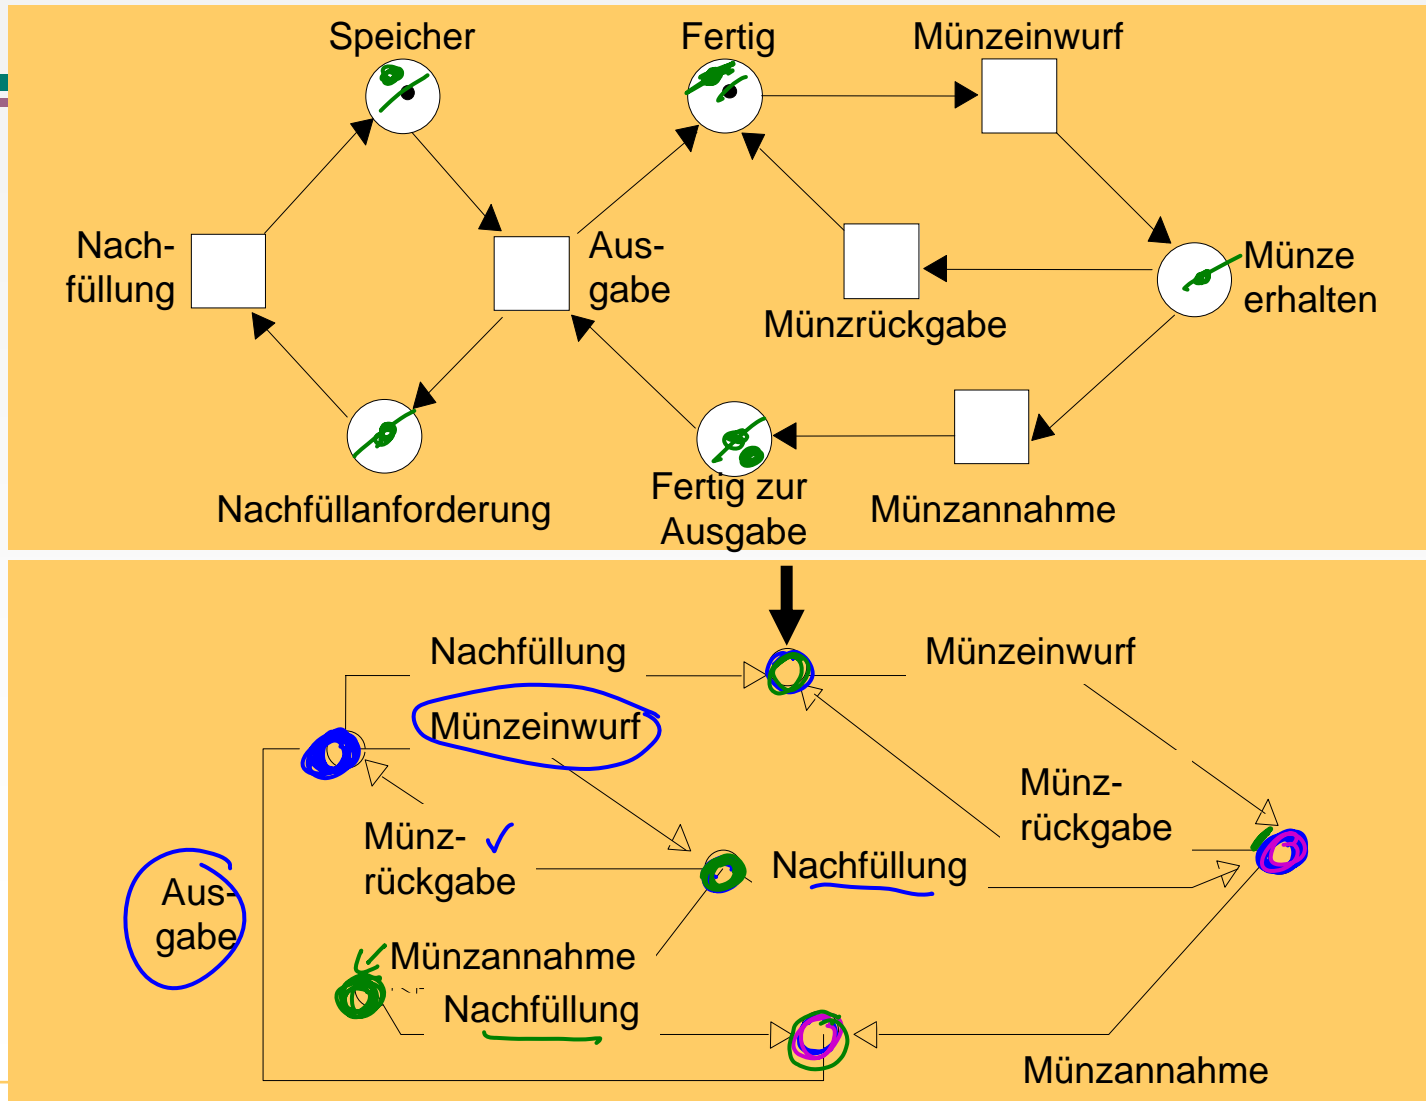 Speicher
Fertig
Münzeinwurf
Nach-
füllung
Aus-
gabe
Münzrückgabe
Münze
erhalten
Nachfüllanforderung
Fertig zur
Ausgabe
Münzannahme
Nachfüllung
Münzeinwurf
Münzeinwurf
Münz-
rückgabe
Münz-
rückgabe
Nachfüllung
Aus-
gabe
Münzannahme
Nachfüllung
Münzannahme